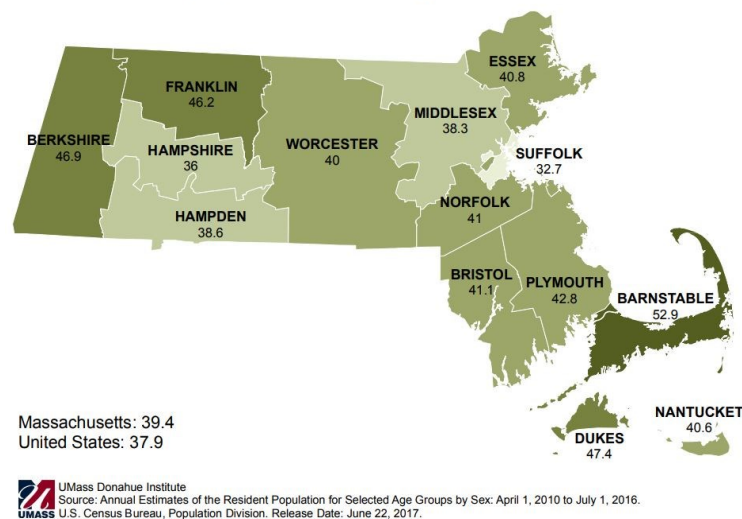 ESSEX
40.8
FRANKLIN
46.2
MIDDLESEX
38.3
BERKSHIRE
46.9
HAMPSHIRE
36
WORCESTER
40
SUFFOLK
32.7
HAMPDEN
38.6
NORFOLK
41
BRISTOL
41.1
PLYMOUTH
42.8
BARNSTABLE
52.9
NANTUCKET
40.6
DUKES
47.4
Massachusetts: 39.4
United States: 37.9
UMASS
UMass Donahue Institute
Source: Annual Estimates of the Resident Population for Selected Age Groups by Sex: April 1, 2010 to July 1, 2016.
U.S. Census Bureau, Population Division. Release Date: June 22, 2017.